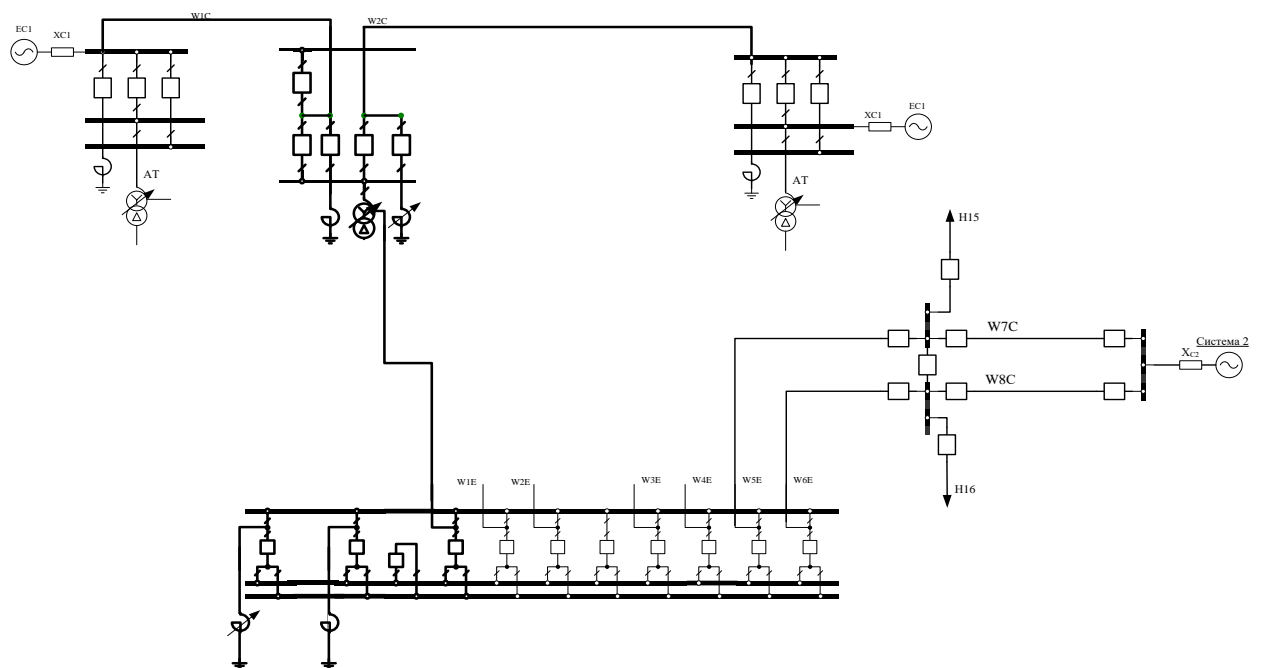 W1C
W2C
ЕС1
ХС1
ХС1
ЕС1
АТ
АТ
Н15
W7C
Система 2
XC2
W8C
W1E
W2E
W3E
W4E
W5E
W6E
Н16